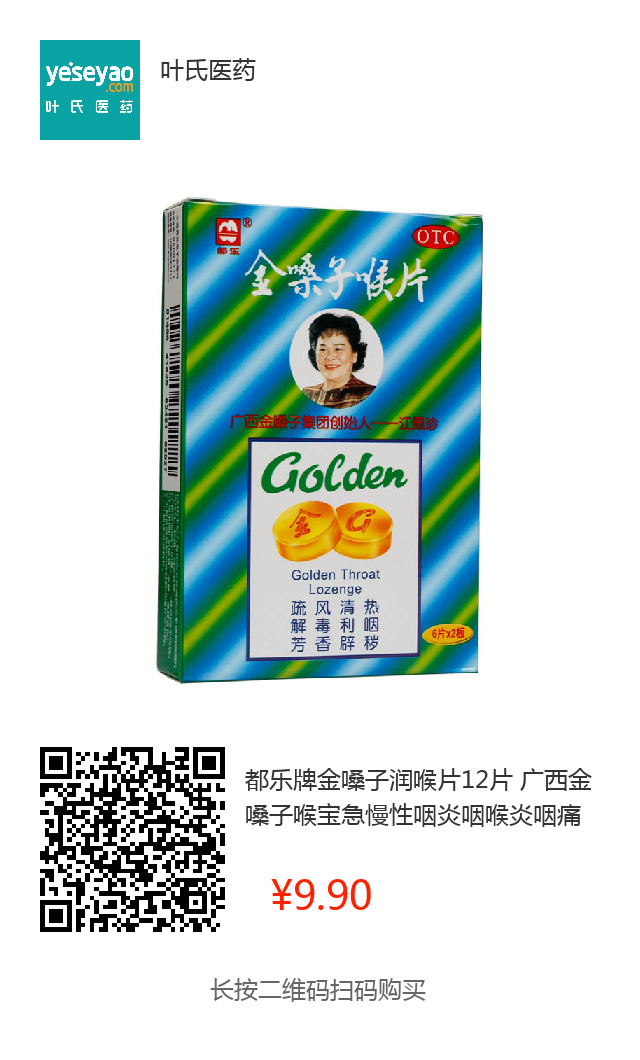 yeseyao
.com
叶氏医药
叶氏医药
都乐
®
OTC
金嗓子喉片
广西金嗓子集团创始人——江佩珍
Golden
金 G
Golden Throat
Lozenge
疏风清热
解毒利咽
芳香辟秽
6片x2板
都乐牌金嗓子润喉片12片 广西金
嗓子喉宝急慢性咽炎咽喉炎咽痛
¥9.90
长按二维码扫码购买